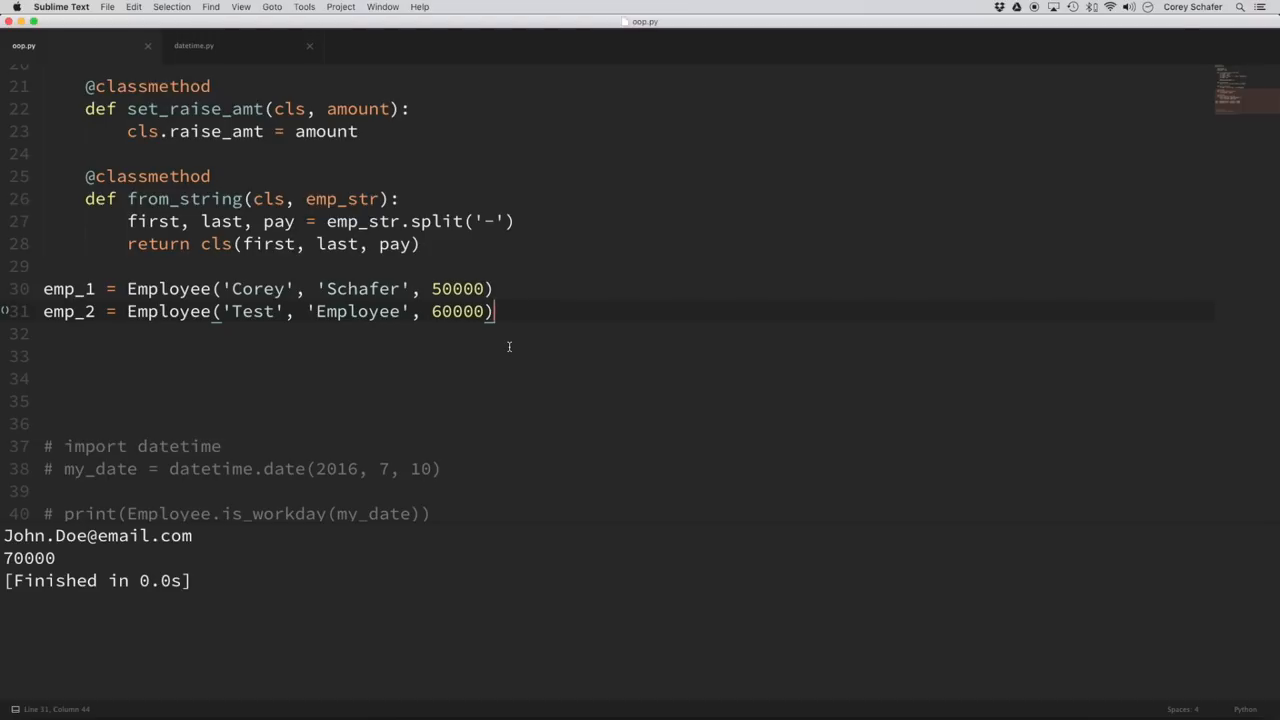 Sublime Text File Edit Selection Find View Goto Tools Project Window Help Corey Schafer
oop.py
oop.py datetime.py
20
21 @classmethod
22 def set_raise_amt(cls, amount):
23 cls.raise_amt = amount
24
25 @classmethod
26 def from_string(cls, emp_str):
27 first, last, pay = emp_str.split('-')
28 return cls(first, last, pay)
29
30 emp_1 = Employee('Corey', 'Schafer', 50000)
31 emp_2 = Employee('Test', 'Employee', 60000)
32
33
34
35
36
37 # import datetime
38 # my_date = datetime.date(2016, 7, 10)
39
40 # print(Employee.is_workday(my_date))
John.Doe@email.com
70000
[Finished in 0.0s]
Line 31, Column 44 Spaces: 4 Python